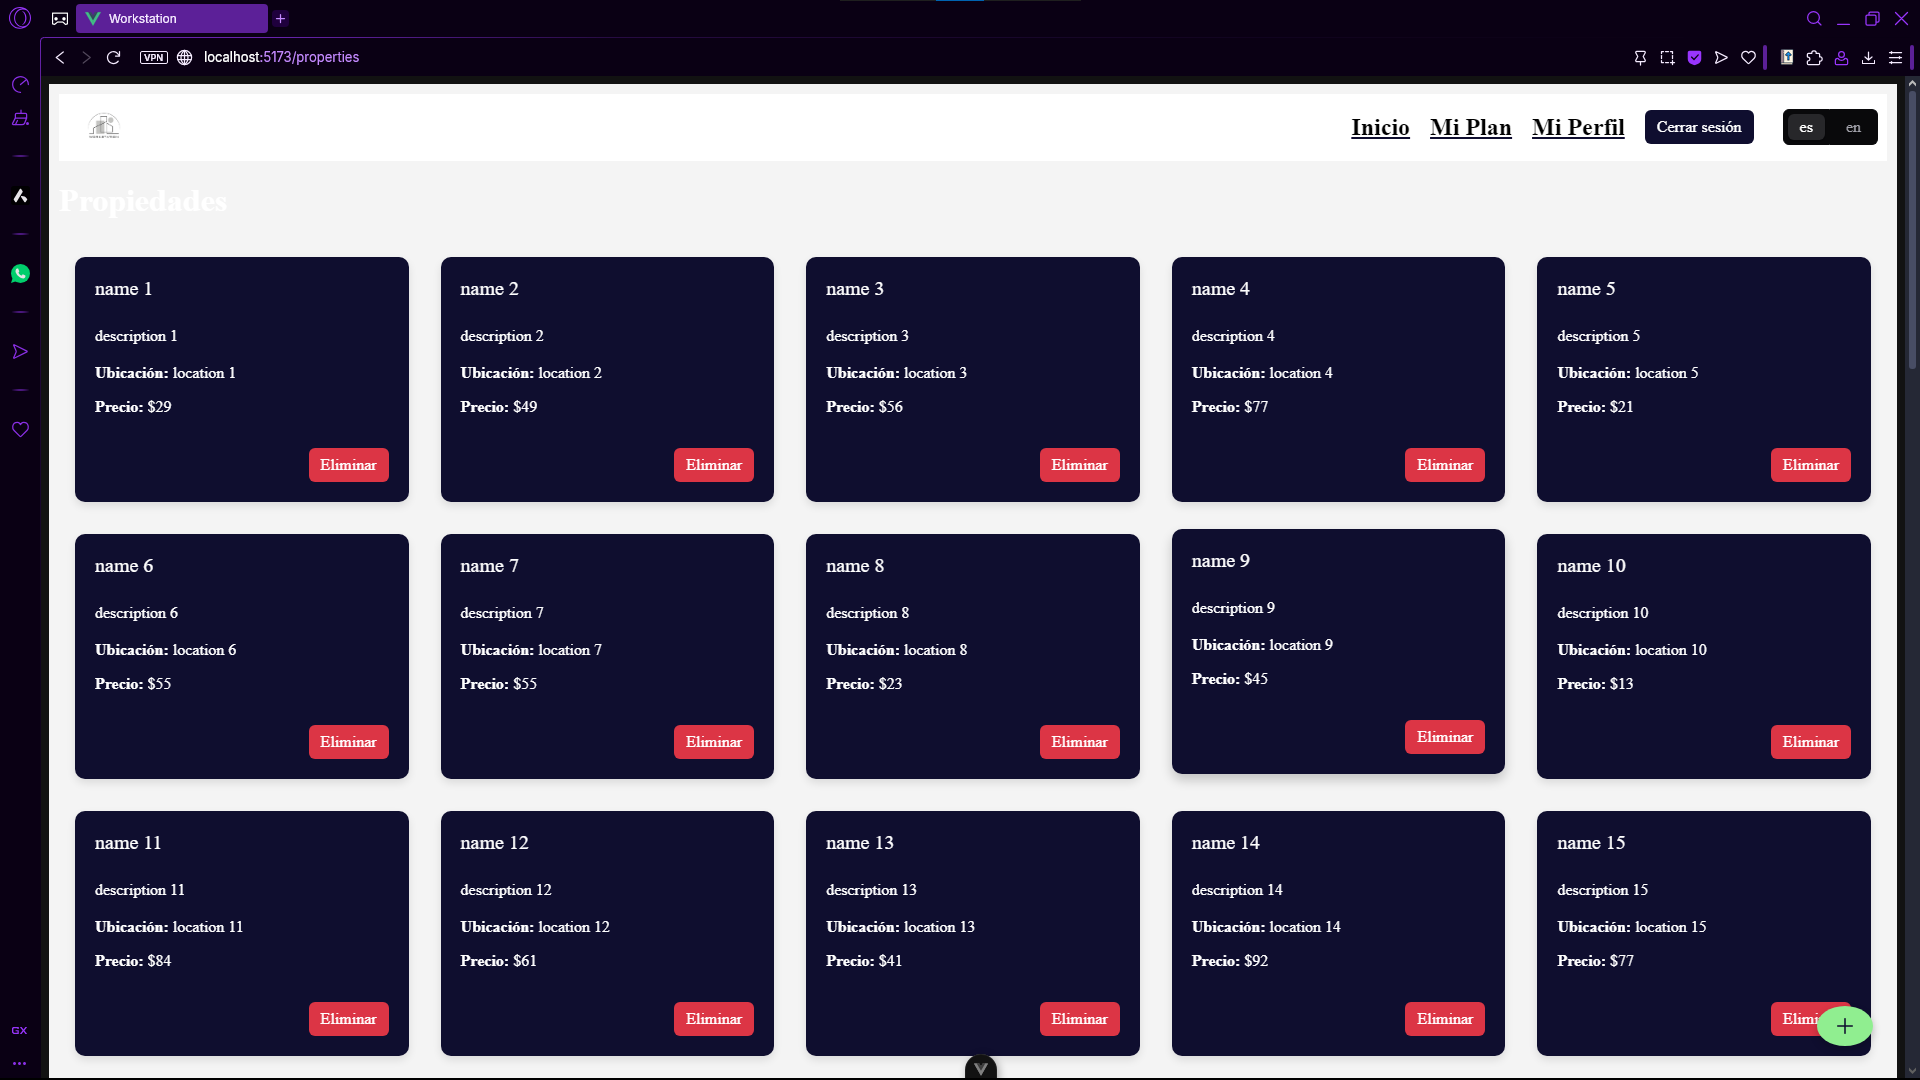 Workstation
VPN localhost:5173/properties
Inicio Mi Plan Mi Perfil Cerrar sesión es en
Propiedades
name 1 name 2 name 3 name 4 name 5
description 1 description 2 description 3 description 4 description 5
Ubicación: location 1 Ubicación: location 2 Ubicación: location 3 Ubicación: location 4 Ubicación: location 5
Precio: $29 Precio: $49 Precio: $56 Precio: $77 Precio: $21
Eliminar Eliminar Eliminar Eliminar Eliminar
name 6 name 7 name 8 name 9 name 10
description 6 description 7 description 8 description 9 description 10
Ubicación: location 6 Ubicación: location 7 Ubicación: location 8 Ubicación: location 9 Ubicación: location 10
Precio: $55 Precio: $55 Precio: $23 Precio: $45 Precio: $13
Eliminar Eliminar Eliminar Eliminar Eliminar
name 11 name 12 name 13 name 14 name 15
description 11 description 12 description 13 description 14 description 15
Ubicación: location 11 Ubicación: location 12 Ubicación: location 13 Ubicación: location 14 Ubicación: location 15
Precio: $84 Precio: $61 Precio: $41 Precio: $92 Precio: $77
Eliminar Eliminar Eliminar Eliminar Elimi
GX